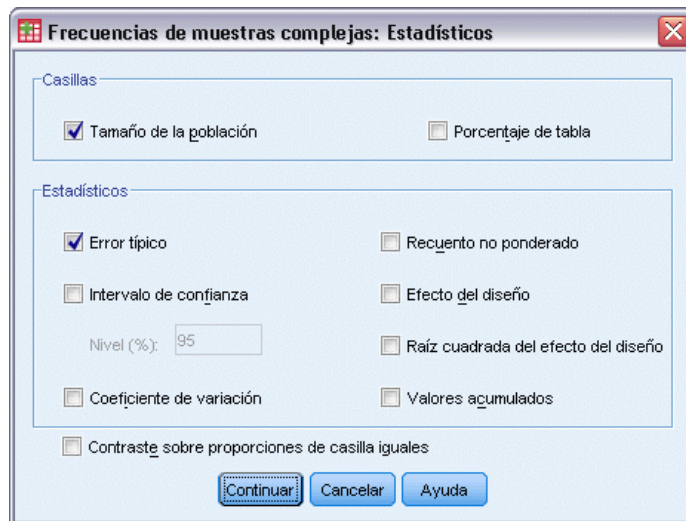 Frecuencias de muestras complejas: Estadísticos
Casillas
Tamaño de la población
Porcentaje de tabla
Estadísticos
Error típico
Recuento no ponderado
Intervalo de confianza
Efecto del diseño
Nivel (%): 95
Raíz cuadrada del efecto del diseño
Coeficiente de variación
Valores acumulados
Contraste sobre proporciones de casilla iguales
Continuar Cancelar Ayuda